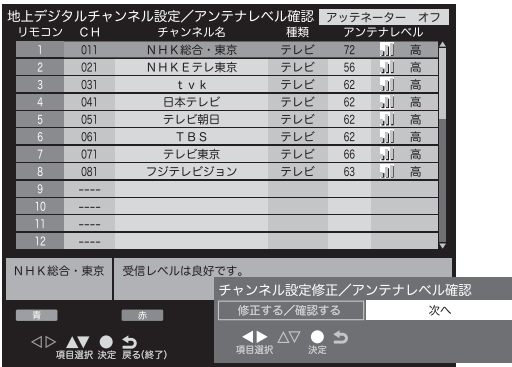 地上デジタルチャンネル設定／アンテナレベル確認 アッテネーター オフ
リモコン CH チャンネル名 種類 アンテナレベル
1 011 ＮＨＫ総合・東京 テレビ 72 高
2 021 ＮＨＫＥテレ東京 テレビ 56 高
3 031 ｔｖｋ テレビ 62 高
4 041 日本テレビ テレビ 62 高
5 051 テレビ朝日 テレビ 62 高
6 061 ＴＢＳ テレビ 62 高
7 071 テレビ東京 テレビ 66 高
8 081 フジテレビジョン テレビ 63 高
9 ----
10 ----
11 ----
12 ----
ＮＨＫ総合・東京 受信レベルは良好です。
チャンネル設定修正／アンテナレベル確認
修正する／確認する 次へ
青 赤
項目選択 決定 戻る(終了)
項目選択 決定